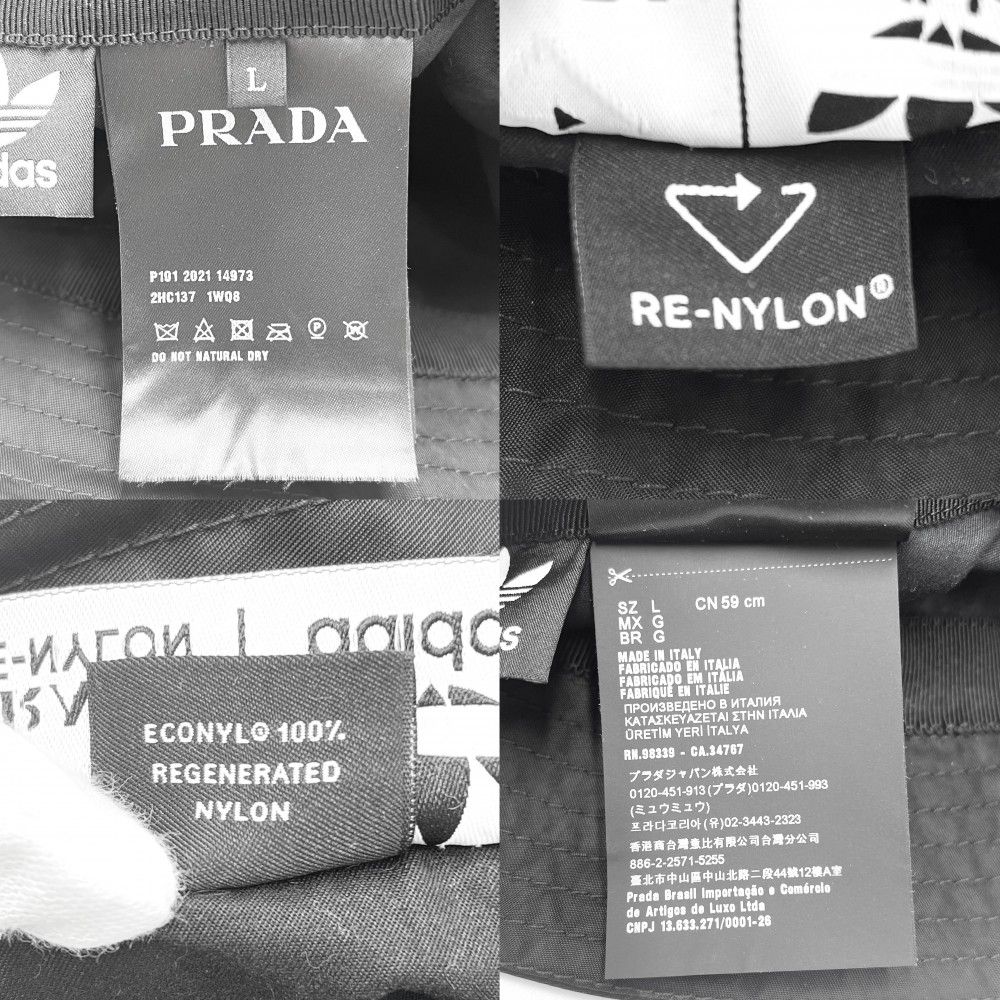 L
PRADA
das
P101 2021 14973
2HC137 1WQ8
DO NOT NATURAL DRY
RE-NYLON®
E-NYLON | adidas
ECONYL® 100%
REGENERATED
NYLON
s
SZ L CN 59 cm
MX G
BR G
MADE IN ITALY
FABRICADO EN ITALIA
FABRICADO EM ITÁLIA
FABRIQUÉ EN ITALIE
ПРОИЗВЕДЕНО В ИТАЛИЯ
ΚΑΤΑΣΚΕΥΑΖΕΤΑΙ ΣΤΗΝ ΙΤΑΛΙΑ
ÜRETİM YERİ İTALYA
RN.98339 - CA.34767
プラダジャパン株式会社
0120-451-913 (プラダ)0120-451-993
(ミュウミュウ)
프라다코리아(유)02-3443-2323
香港商台灣壹比有限公司台灣分公司
886-2-2571-5255
臺北市中山區中山北路二段44號12樓A室
Prada Brasil Importação e Comércio
de Artigos de Luxo Ltda
CNPJ 13.633.271/0001-26